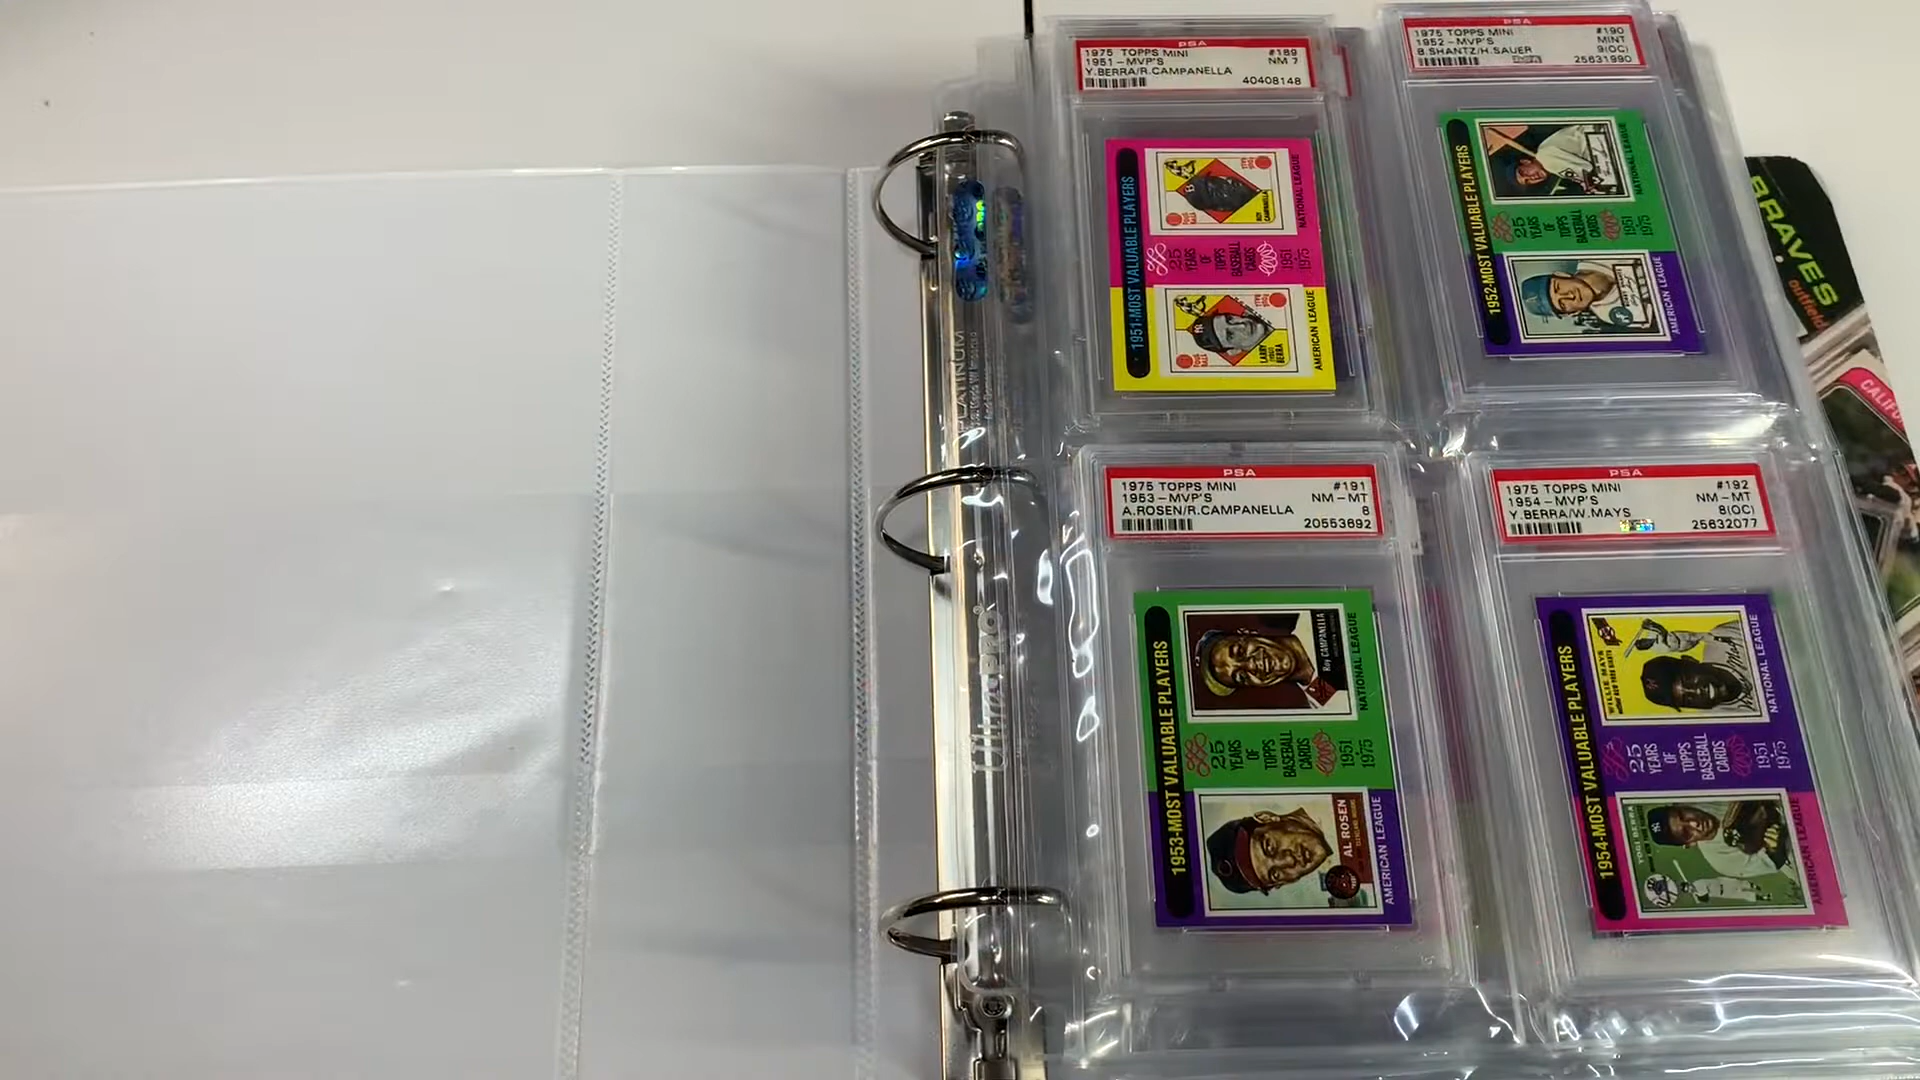 PSA
1975 TOPPS MINI #189
1951-MVP'S NM 7
Y.BERRA/R.CAMPANELLA
40408148
1951-MOST VALUABLE PLAYERS
ROY CAMPANELLA
NATIONAL LEAGUE
25 YEARS OF TOPPS BASEBALL CARDS 1951 1975
LARRY BERRA
AMERICAN LEAGUE
PSA
1975 TOPPS MINI #190
1952-MVP'S MINT
B.SHANTZ/H.SAUER 9(OC)
25631990
1952-MOST VALUABLE PLAYERS
NATIONAL LEAGUE
25 YEARS OF TOPPS BASEBALL CARDS 1951 1975
AMERICAN LEAGUE
BRAVES
outfield
CALIFO
PLATINUM
Ultra PRO
PSA
1975 TOPPS MINI #191
1953-MVP'S NM-MT
A.ROSEN/R.CAMPANELLA 8
20553692
1953-MOST VALUABLE PLAYERS
Roy CAMPANELLA
NATIONAL LEAGUE
25 YEARS OF TOPPS BASEBALL CARDS 1951 1975
AL ROSEN
AMERICAN LEAGUE
PSA
1975 TOPPS MINI #192
1954-MVP'S NM-MT
Y.BERRA/W.MAYS 8(OC)
25632077
1954-MOST VALUABLE PLAYERS
WILLIE MAYS
NATIONAL LEAGUE
25 YEARS OF TOPPS BASEBALL CARDS 1951 1975
YOGI BERRA
AMERICAN LEAGUE